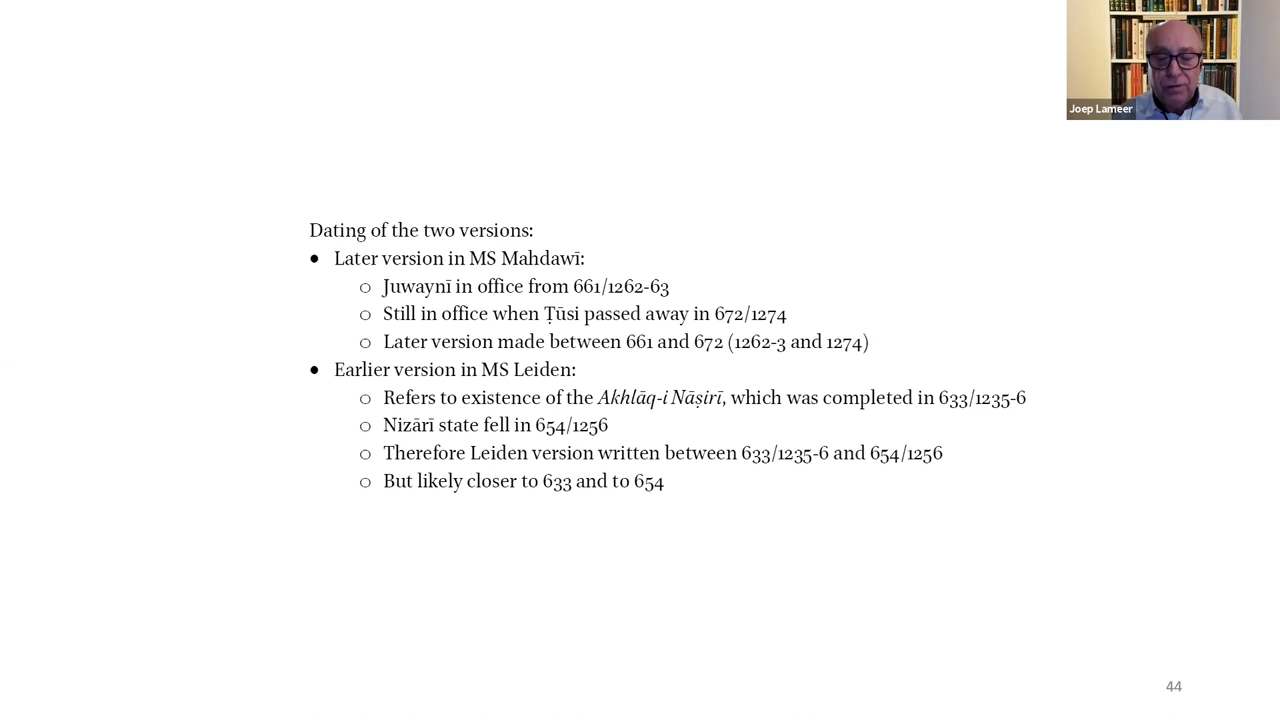 Joep Lameer
Dating of the two versions:
● Later version in MS Mahdawī:
○ Juwaynī in office from 661/1262-63
○ Still in office when Ṭūsi passed away in 672/1274
○ Later version made between 661 and 672 (1262-3 and 1274)
● Earlier version in MS Leiden:
○ Refers to existence of the Akhlāq-i Nāṣirī, which was completed in 633/1235-6
○ Nizārī state fell in 654/1256
○ Therefore Leiden version written between 633/1235-6 and 654/1256
○ But likely closer to 633 and to 654
44